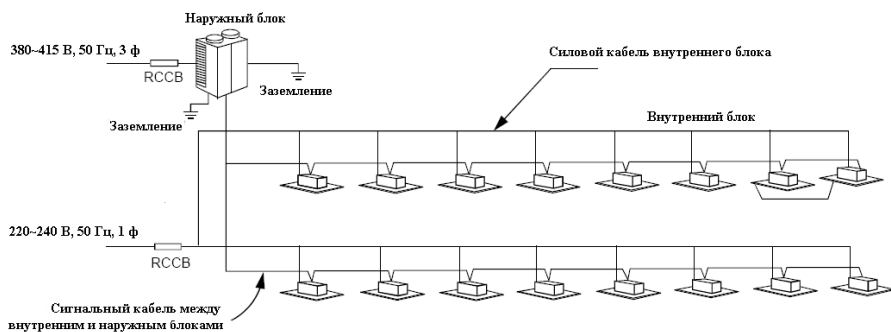 Наружный блок
380~415 В, 50 Гц, 3 ф
RCCB
Заземление
Заземление
Силовой кабель внутреннего блока
Внутренний блок
220~240 В, 50 Гц, 1 ф
RCCB
Сигнальный кабель между
внутренним и наружным блоками